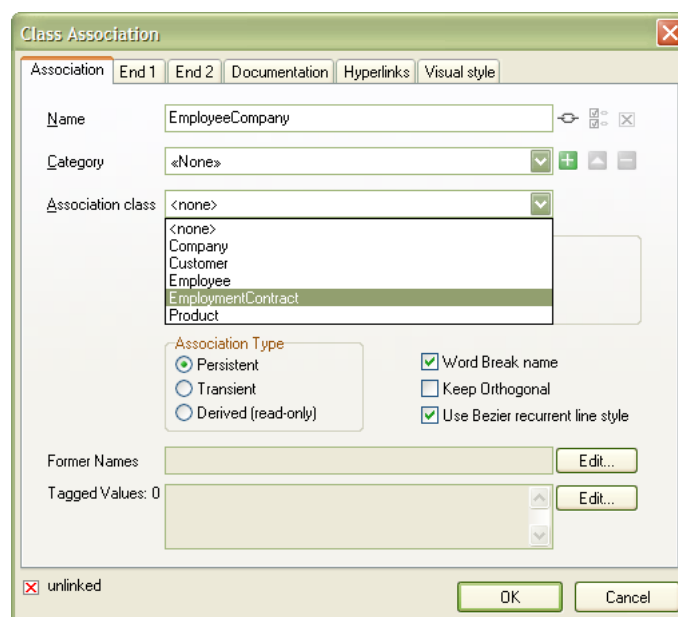 Class Association
Association End 1 End 2 Documentation Hyperlinks Visual style
Name EmployeeCompany
Category «None»
Association class <none>
<none>
Company
Customer
Employee
EmploymentContract
Product
Association Type
Persistent Word Break name
Transient Keep Orthogonal
Derived (read-only) Use Bezier recurrent line style
Former Names Edit...
Tagged Values: 0 Edit...
unlinked OK Cancel